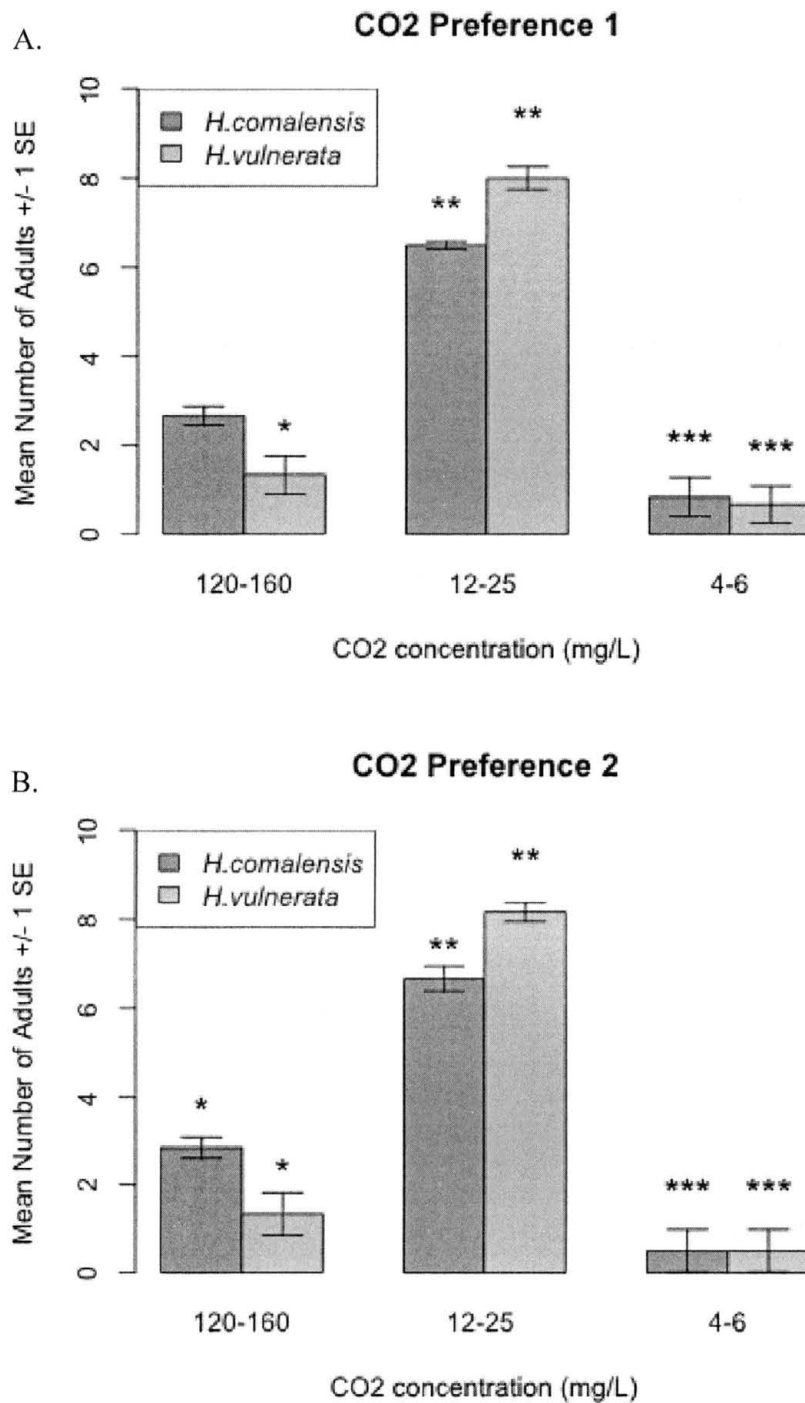 A.
CO2 Preference 1
Mean Number of Adults +/- 1 SE
0 2 4 6 8 10
H.comalensis
H.vulnerata
*
**
**
***
***
120-160 12-25 4-6
CO2 concentration (mg/L)
B.
CO2 Preference 2
Mean Number of Adults +/- 1 SE
0 2 4 6 8 10
H.comalensis
H.vulnerata
*
*
**
**
***
***
120-160 12-25 4-6
CO2 concentration (mg/L)